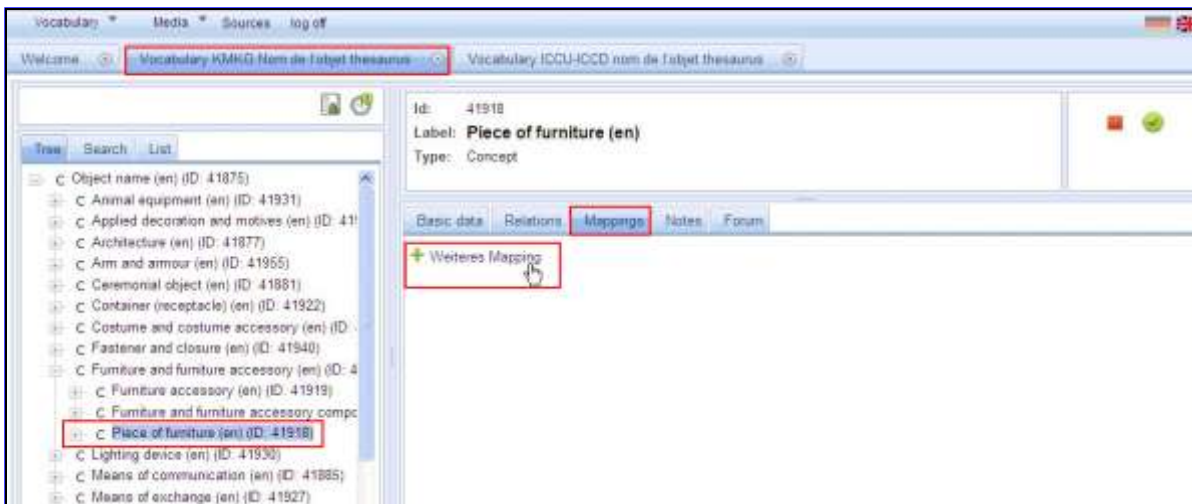 Vocabulary Media Sources log off
Welcome Vocabulary KMKG Nom de l'objet thesaurus Vocabulary ICCU-ICCD nom de l'objet thesaurus
Id: 41918
Label: Piece of furniture (en)
Type: Concept
Tree Search List
C Object name (en) (ID: 41875)
C Animal equipment (en) (ID: 41931)
C Applied decoration and motives (en) (ID: 41
C Architecture (en) (ID: 41877)
C Arm and armour (en) (ID: 41955)
C Ceremonial object (en) (ID: 41881)
C Container (receptacle) (en) (ID: 41922)
C Costume and costume accessory (en) (ID:
C Fastener and closure (en) (ID: 41940)
C Furniture and furniture accessory (en) (ID: 4
C Furniture accessory (en) (ID: 41919)
C Furniture and furniture accessory compo
C Piece of furniture (en) (ID: 41918)
C Lighting device (en) (ID: 41930)
C Means of communication (en) (ID: 41885)
C Means of exchange (en) (ID: 41927)
Basic data Relations Mappings Notes Forum
+ Weiteres Mapping